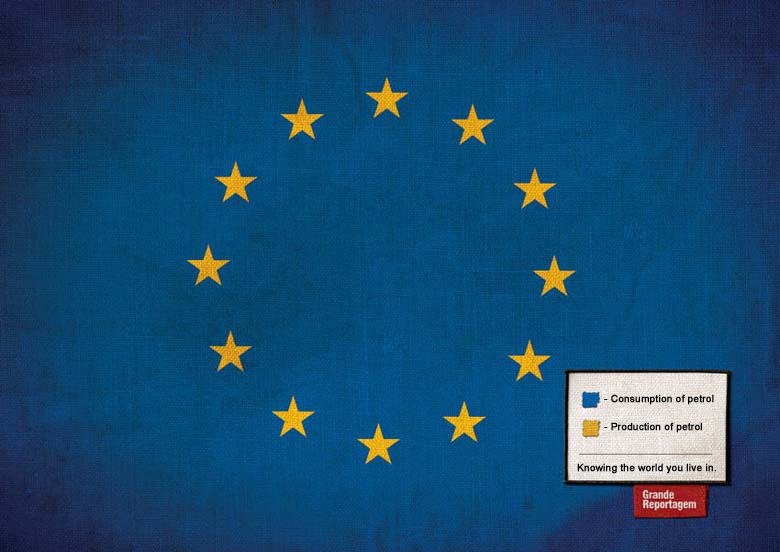 - Consumption of petrol
- Production of petrol
Knowing the world you live in.
Grande
Reportagem